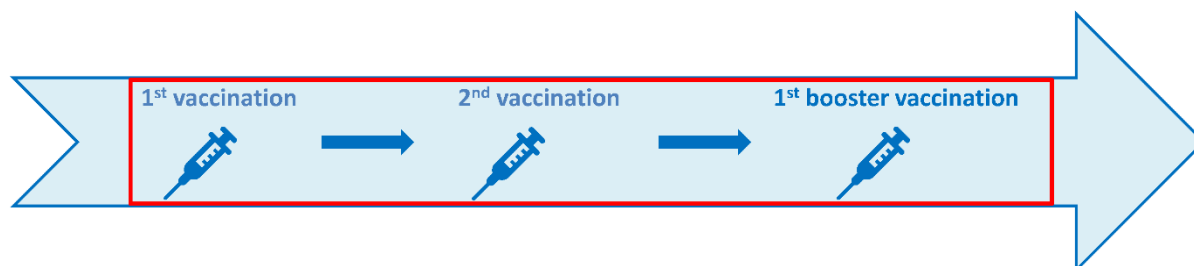 1st vaccination
2nd vaccination
1st booster vaccination